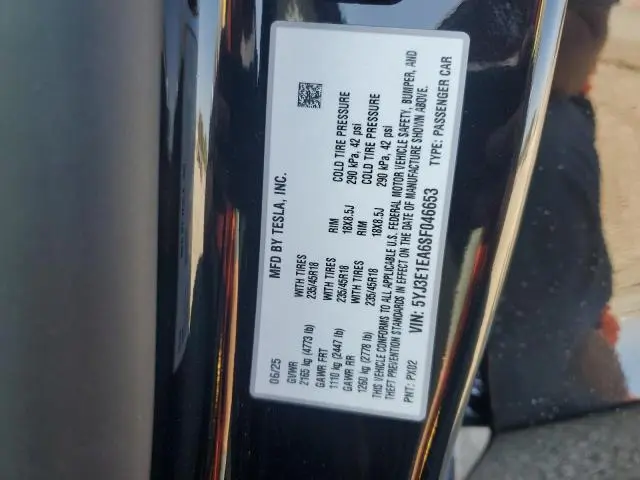 MFD BY TESLA, INC.
06/25
GVWR
2165 kg (4773 lb)
GAWR FRT WITH TIRES RIM COLD TIRE PRESSURE
1110 kg (2447 lb) 235/45R18 18X8.5J 290 kPa, 42 psi
GAWR RR WITH TIRES RIM COLD TIRE PRESSURE
1260 kg (2778 lb) 235/45R18 18X8.5J 290 kPa, 42 psi
THIS VEHICLE CONFORMS TO ALL APPLICABLE U.S. FEDERAL MOTOR VEHICLE SAFETY, BUMPER, AND
THEFT PREVENTION STANDARDS IN EFFECT ON THE DATE OF MANUFACTURE SHOWN ABOVE.
VIN: 5YJ3E1EA6SF046653 TYPE: PASSENGER CAR
PNT: PX02